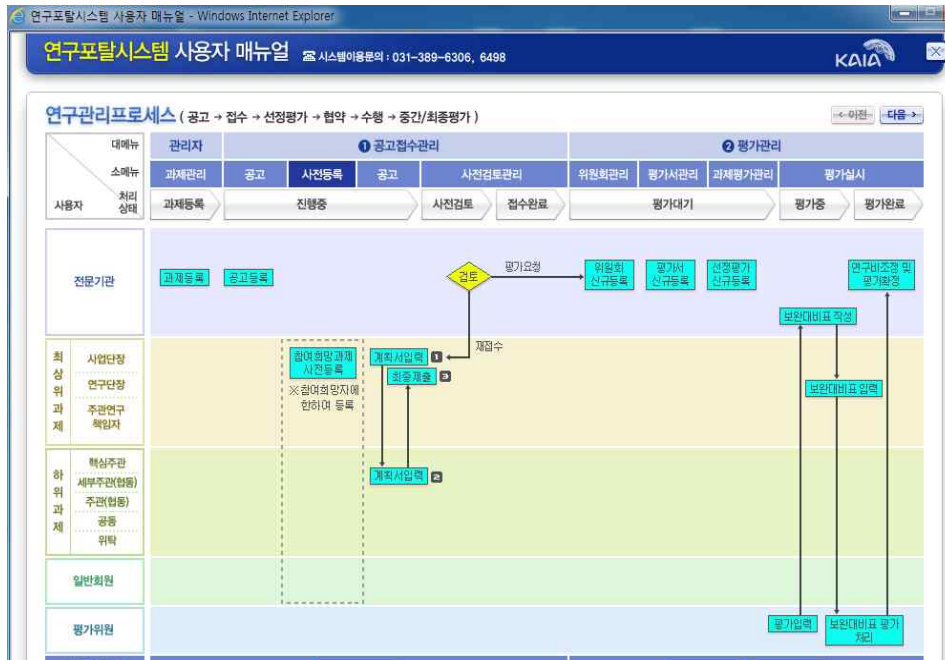 연구포탈시스템 사용자 매뉴얼 - Windows Internet Explorer
연구포탈시스템 사용자 매뉴얼 ☎ 시스템이용문의 : 031-389-6306, 6498
KAIA
연구관리프로세스 ( 공고 → 접수 → 선정평가 → 협약 → 수행 → 중간/최종평가 )
< 이전 다음 >
대메뉴 관리자 ❶ 공고접수관리 ❷ 평가관리
소메뉴 과제관리 공고 사전등록 공고 사전검토관리 위원회관리 평가서관리 과제평가관리 평가실시
사용자 처리상태 과제등록 진행중 사전검토 접수완료 평가대기 평가중 평가완료
전문기관
과제등록 공고등록
검토
평가요청
위원회
신규등록
평가서
신규등록
선정평가
신규등록
연구비조정 및
평가확정
보완대비표 작성
재접수
최상위과제
사업단장
연구단장
주관연구
책임자
참여희망과제
사전등록
※참여희망자에
한하여 등록
계획서입력 1
최종제출 3
보완대비표 입력
하위과제
핵심주관
세부주관(협동)
주관(협동)
공동
위탁
계획서입력 2
일반회원
평가위원
평가입력
보완대비표 평가
처리